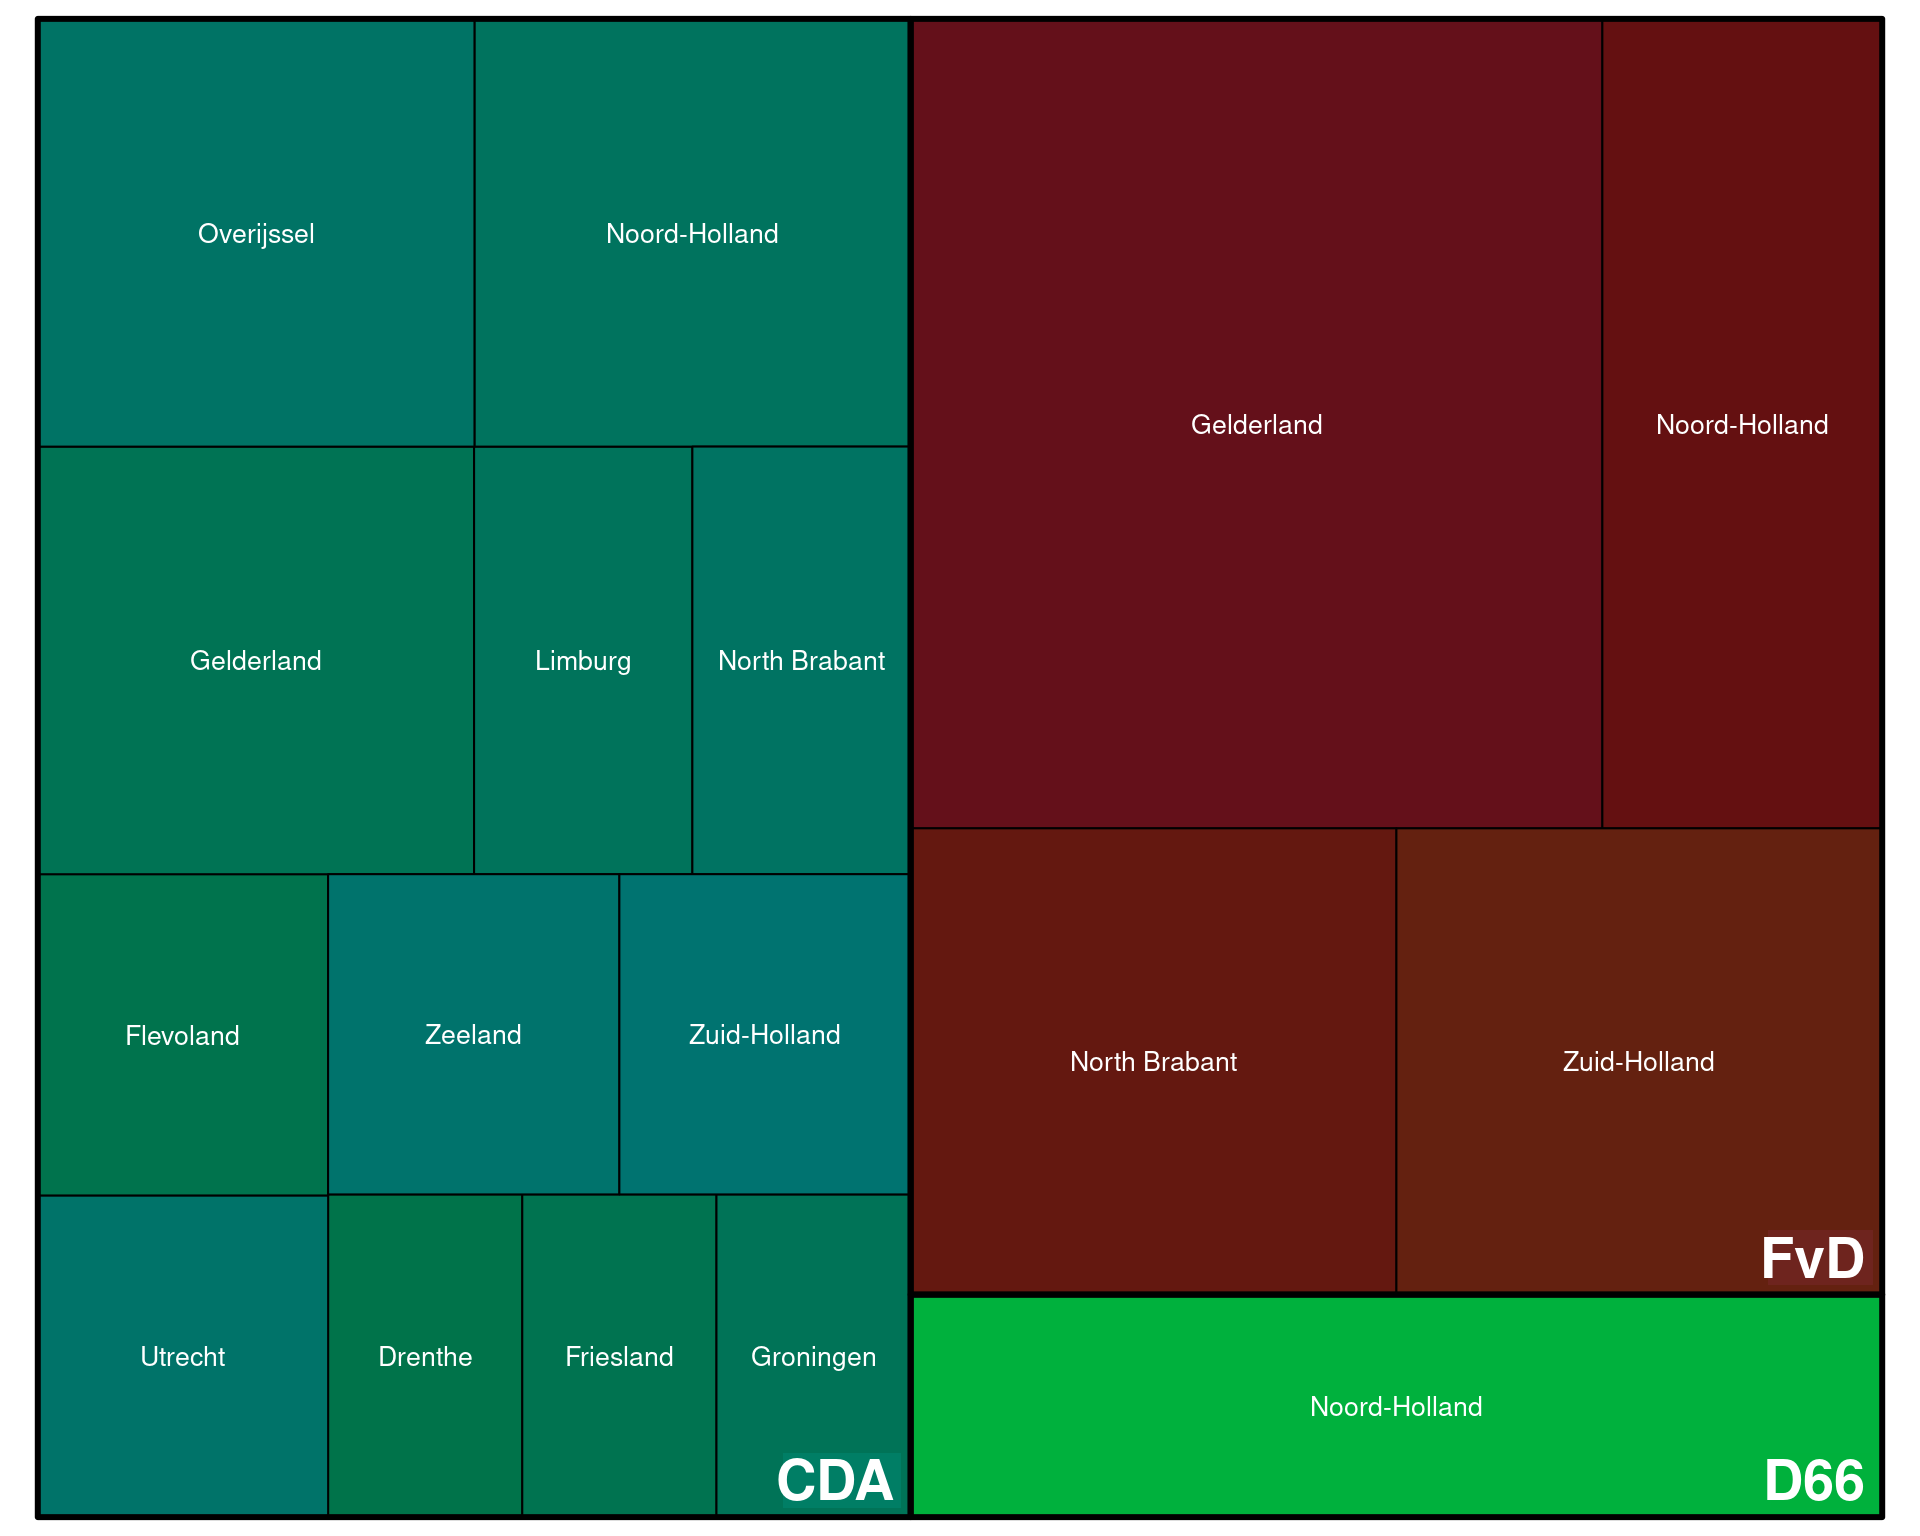 Overijssel
Noord-Holland
Gelderland
Limburg
North Brabant
Flevoland
Zeeland
Zuid-Holland
Utrecht
Drenthe
Friesland
Groningen
CDA
Gelderland
Noord-Holland
North Brabant
Zuid-Holland
FvD
Noord-Holland
D66